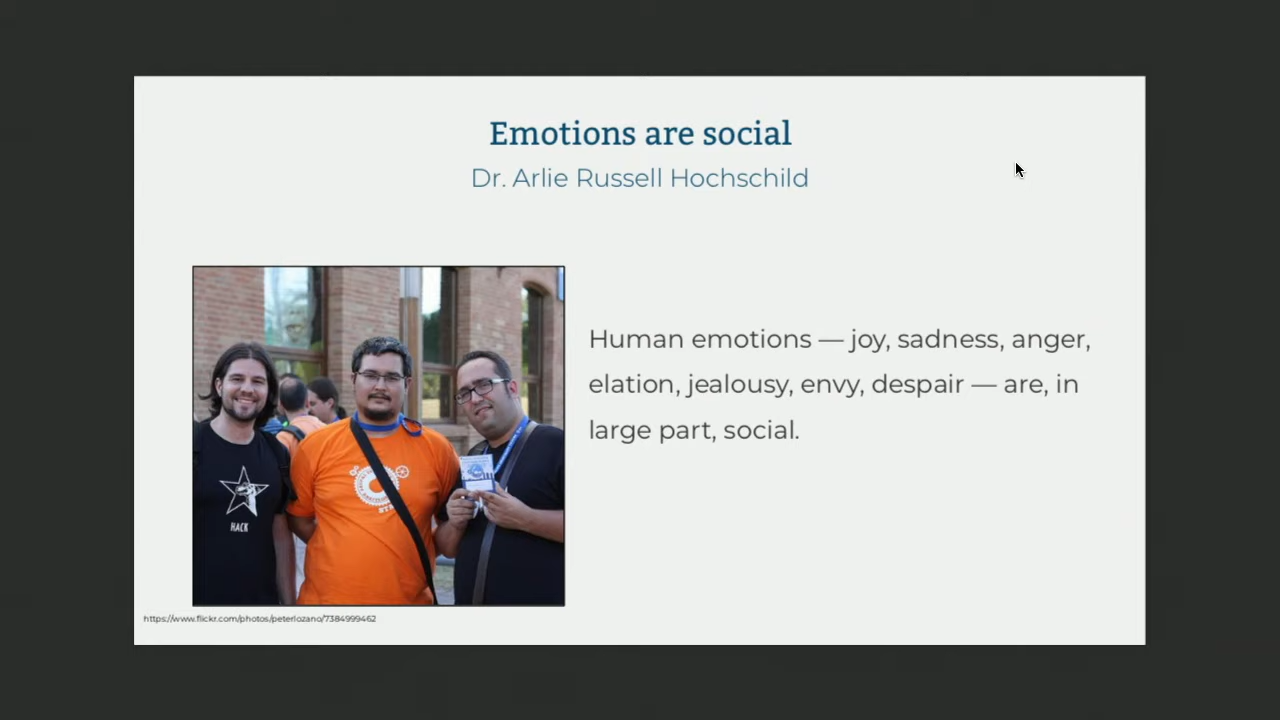 Emotions are social
Dr. Arlie Russell Hochschild
Human emotions — joy, sadness, anger,
elation, jealousy, envy, despair — are, in
large part, social.
HACK
https://www.flickr.com/photos/peterlozano/7384999462